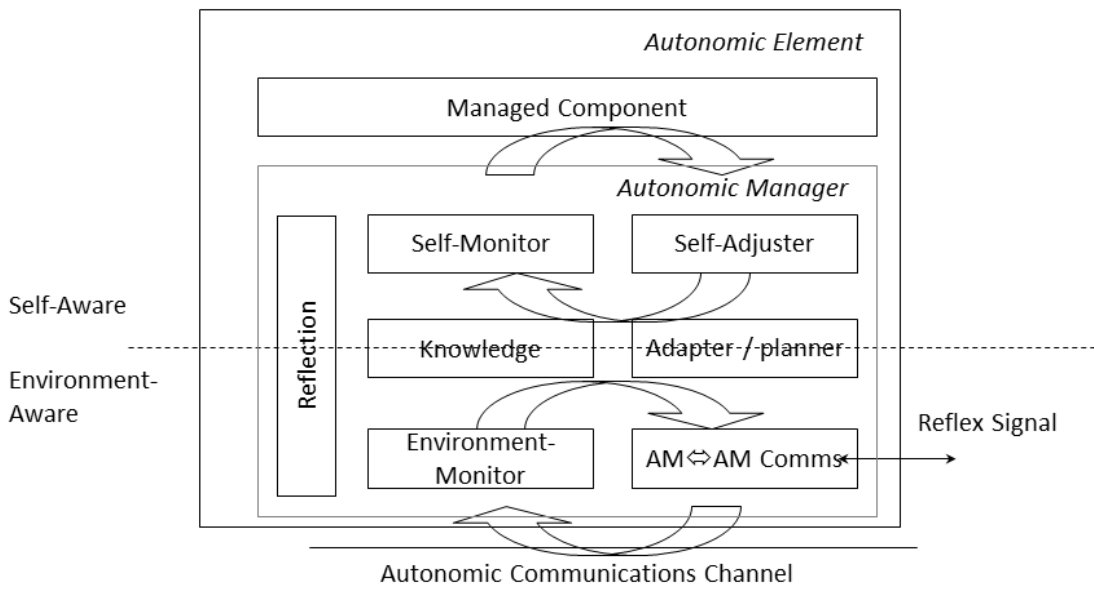 Autonomic Element
Managed Component
Autonomic Manager
Self-Monitor
Self-Adjuster
Self-Aware
Reflection
Knowledge
Adapter / planner
Environment-
Aware
Environment-
Monitor
AM⇔AM Comms
Reflex Signal
Autonomic Communications Channel